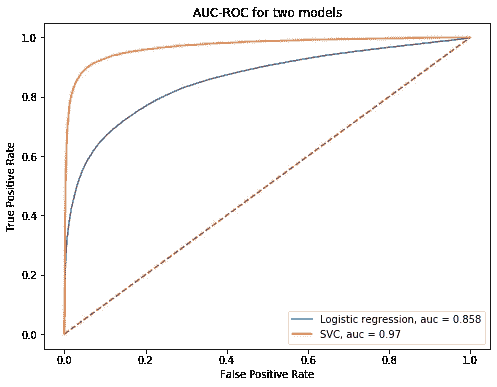 AUC-ROC for two models
True Positive Rate
1.0
0.8
0.6
0.4
0.2
0.0
Logistic regression, auc = 0.858
SVC, auc = 0.97
0.0 0.2 0.4 0.6 0.8 1.0
False Positive Rate